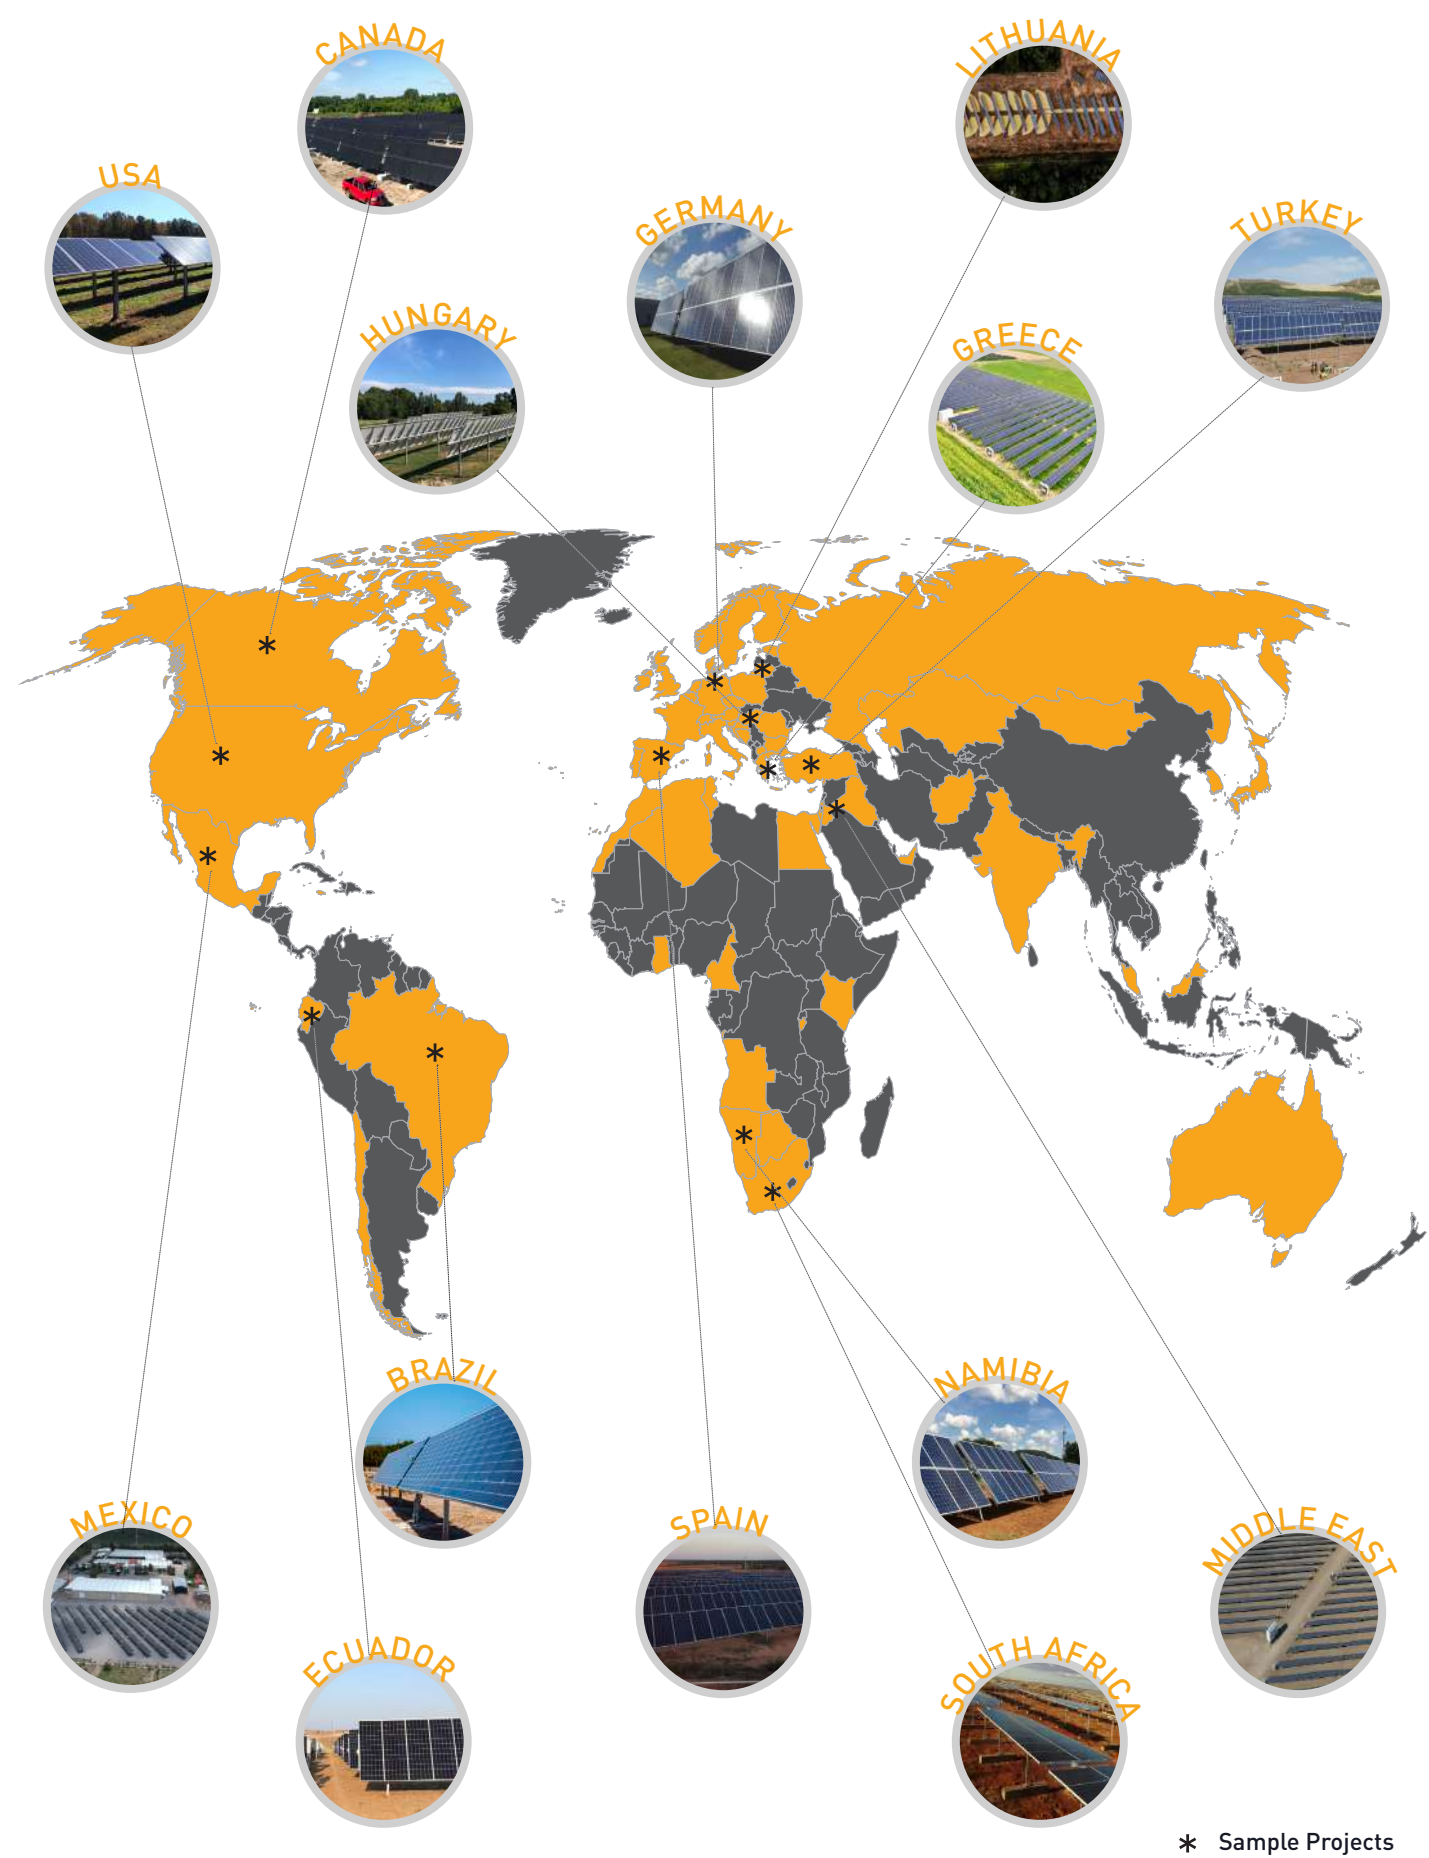 CANADA
LITHUANIA
USA
GERMANY
TURKEY
HUNGARY
GREECE
BRAZIL
NAMIBIA
MEXICO
SPAIN
MIDDLE EAST
ECUADOR
SOUTH AFRICA
* Sample Projects